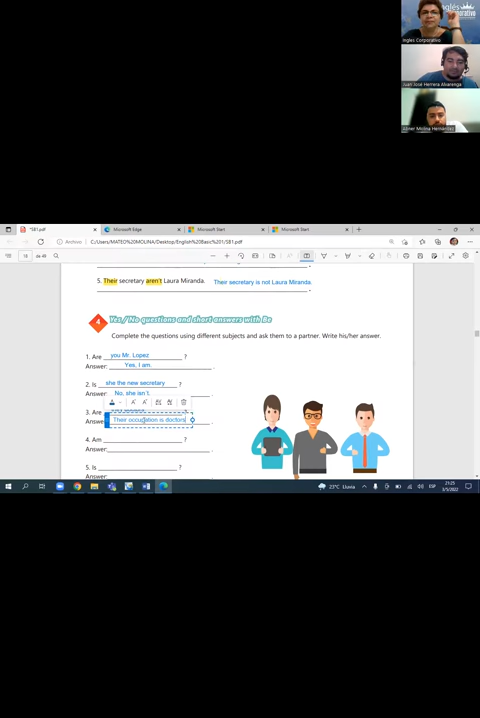 Inglés Corporativo
Juan José Herrera Alvarenga
Abner Molina Hernández
*SB1.pdf
Microsoft Edge
Microsoft Start
Microsoft Start
Archivo
C:/Users/MATEO%20MOLINA/Desktop/English%20Basic%201/SB1.pdf
18
5. Their secretary aren't Laura Miranda.
Their secretary is not Laura Miranda.
4
Yes/No questions and short answers with Be
Complete the questions using different subjects and ask them to a partner. Write his/her answer.
1. Are you Mr. Lopez ?
Answer: Yes, I am.
2. Is she the new secretary ?
No, she isn't.
3. Are
Answ
Their occupation is doctors
4. Am ?
Answer:
5. Is ?
Answer:
23°C Lluvia
ESP
21:25
3/5/2022